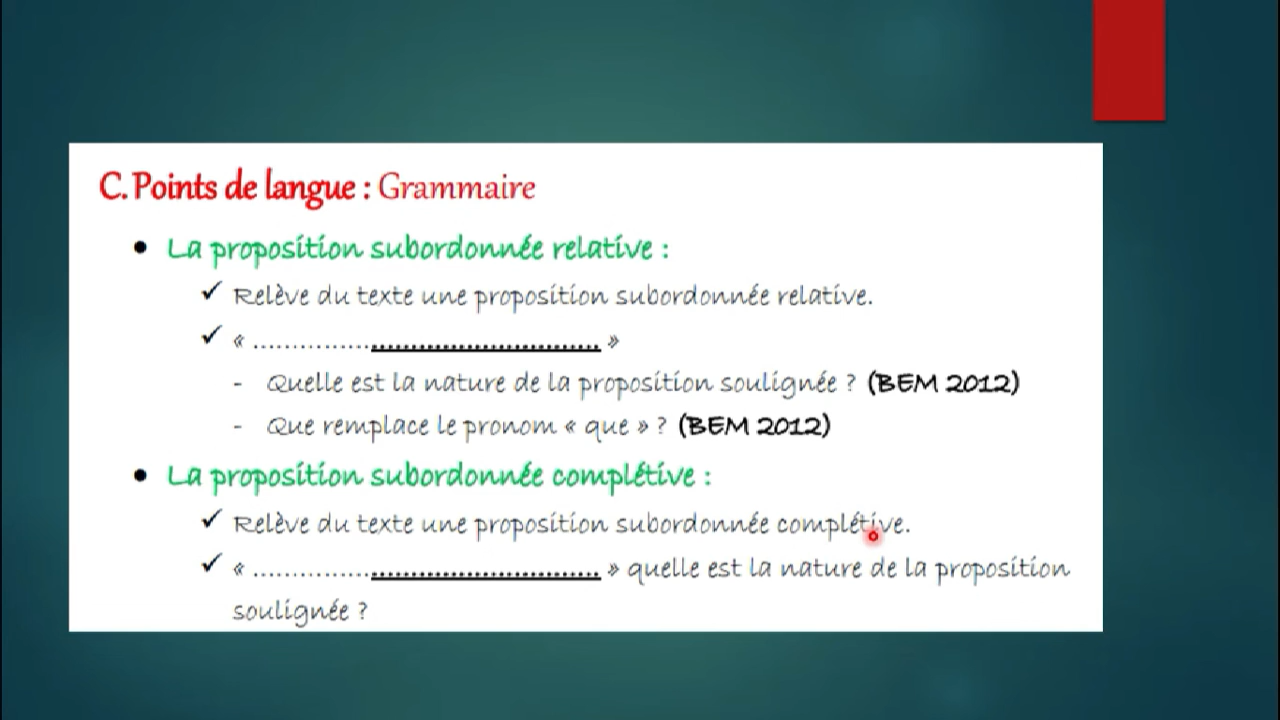 C. Points de langue : Grammaire
• La proposition subordonnée relative :
✓ Relève du texte une proposition subordonnée relative.
✓ « ........................................ »
- Quelle est la nature de la proposition soulignée ? (BEM 2012)
- Que remplace le pronom « que » ? (BEM 2012)
• La proposition subordonnée complétive :
✓ Relève du texte une proposition subordonnée complétive.
✓ « ........................................ » quelle est la nature de la proposition
soulignée ?